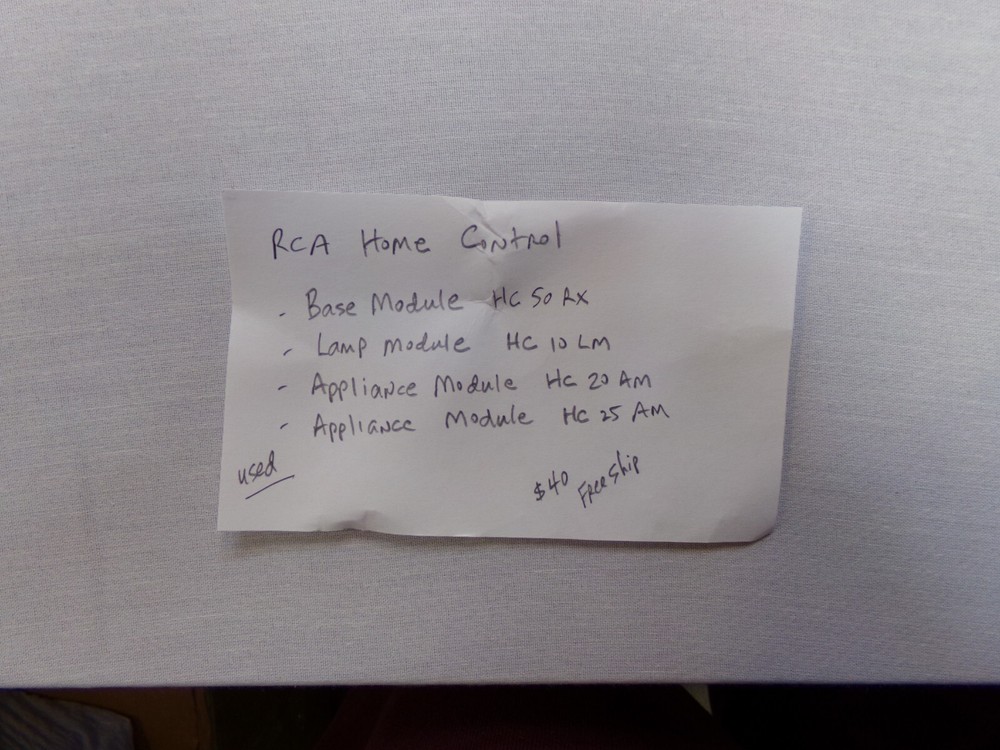 RCA Home Control
- Base Module HC 50 RX
- Lamp Module HC 10 LM
- Appliance Module HC 20 AM
- Appliance Module HC 25 AM
used
$40 Free Ship